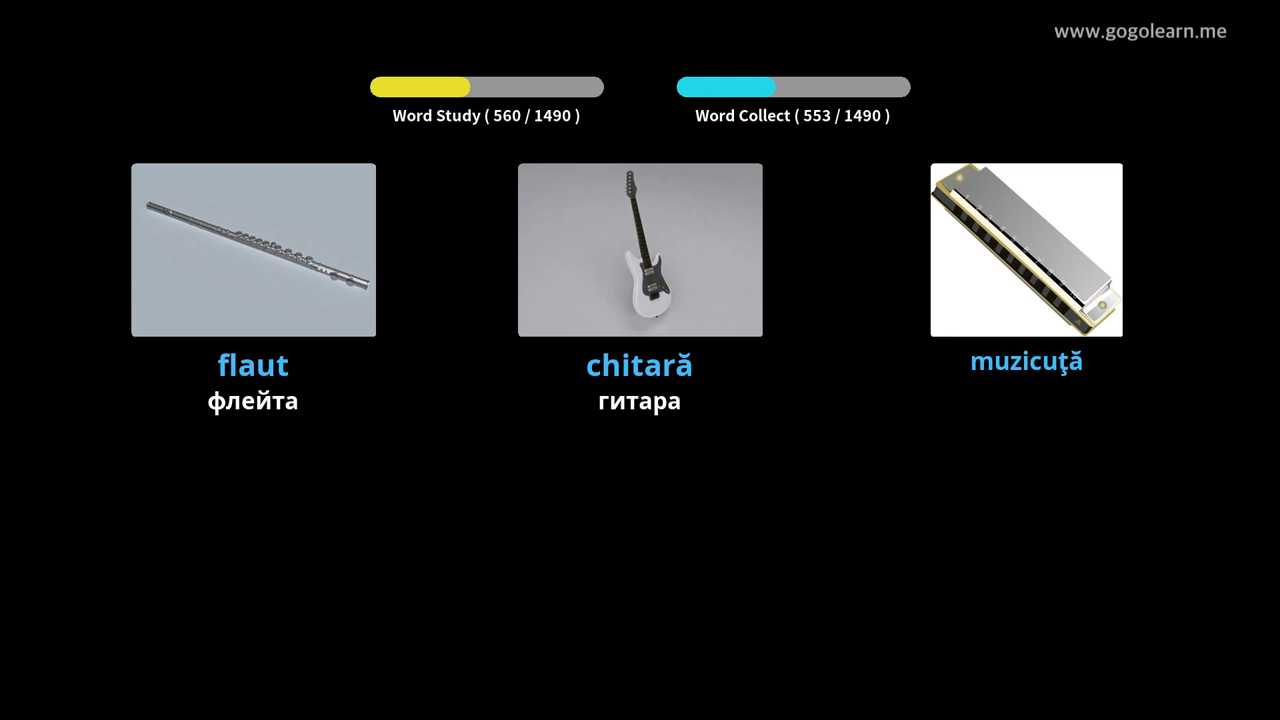 www.gogolearn.me
Word Study ( 560 / 1490 )
Word Collect ( 553 / 1490 )
flaut
флейта
chitară
гитара
muzicuţă